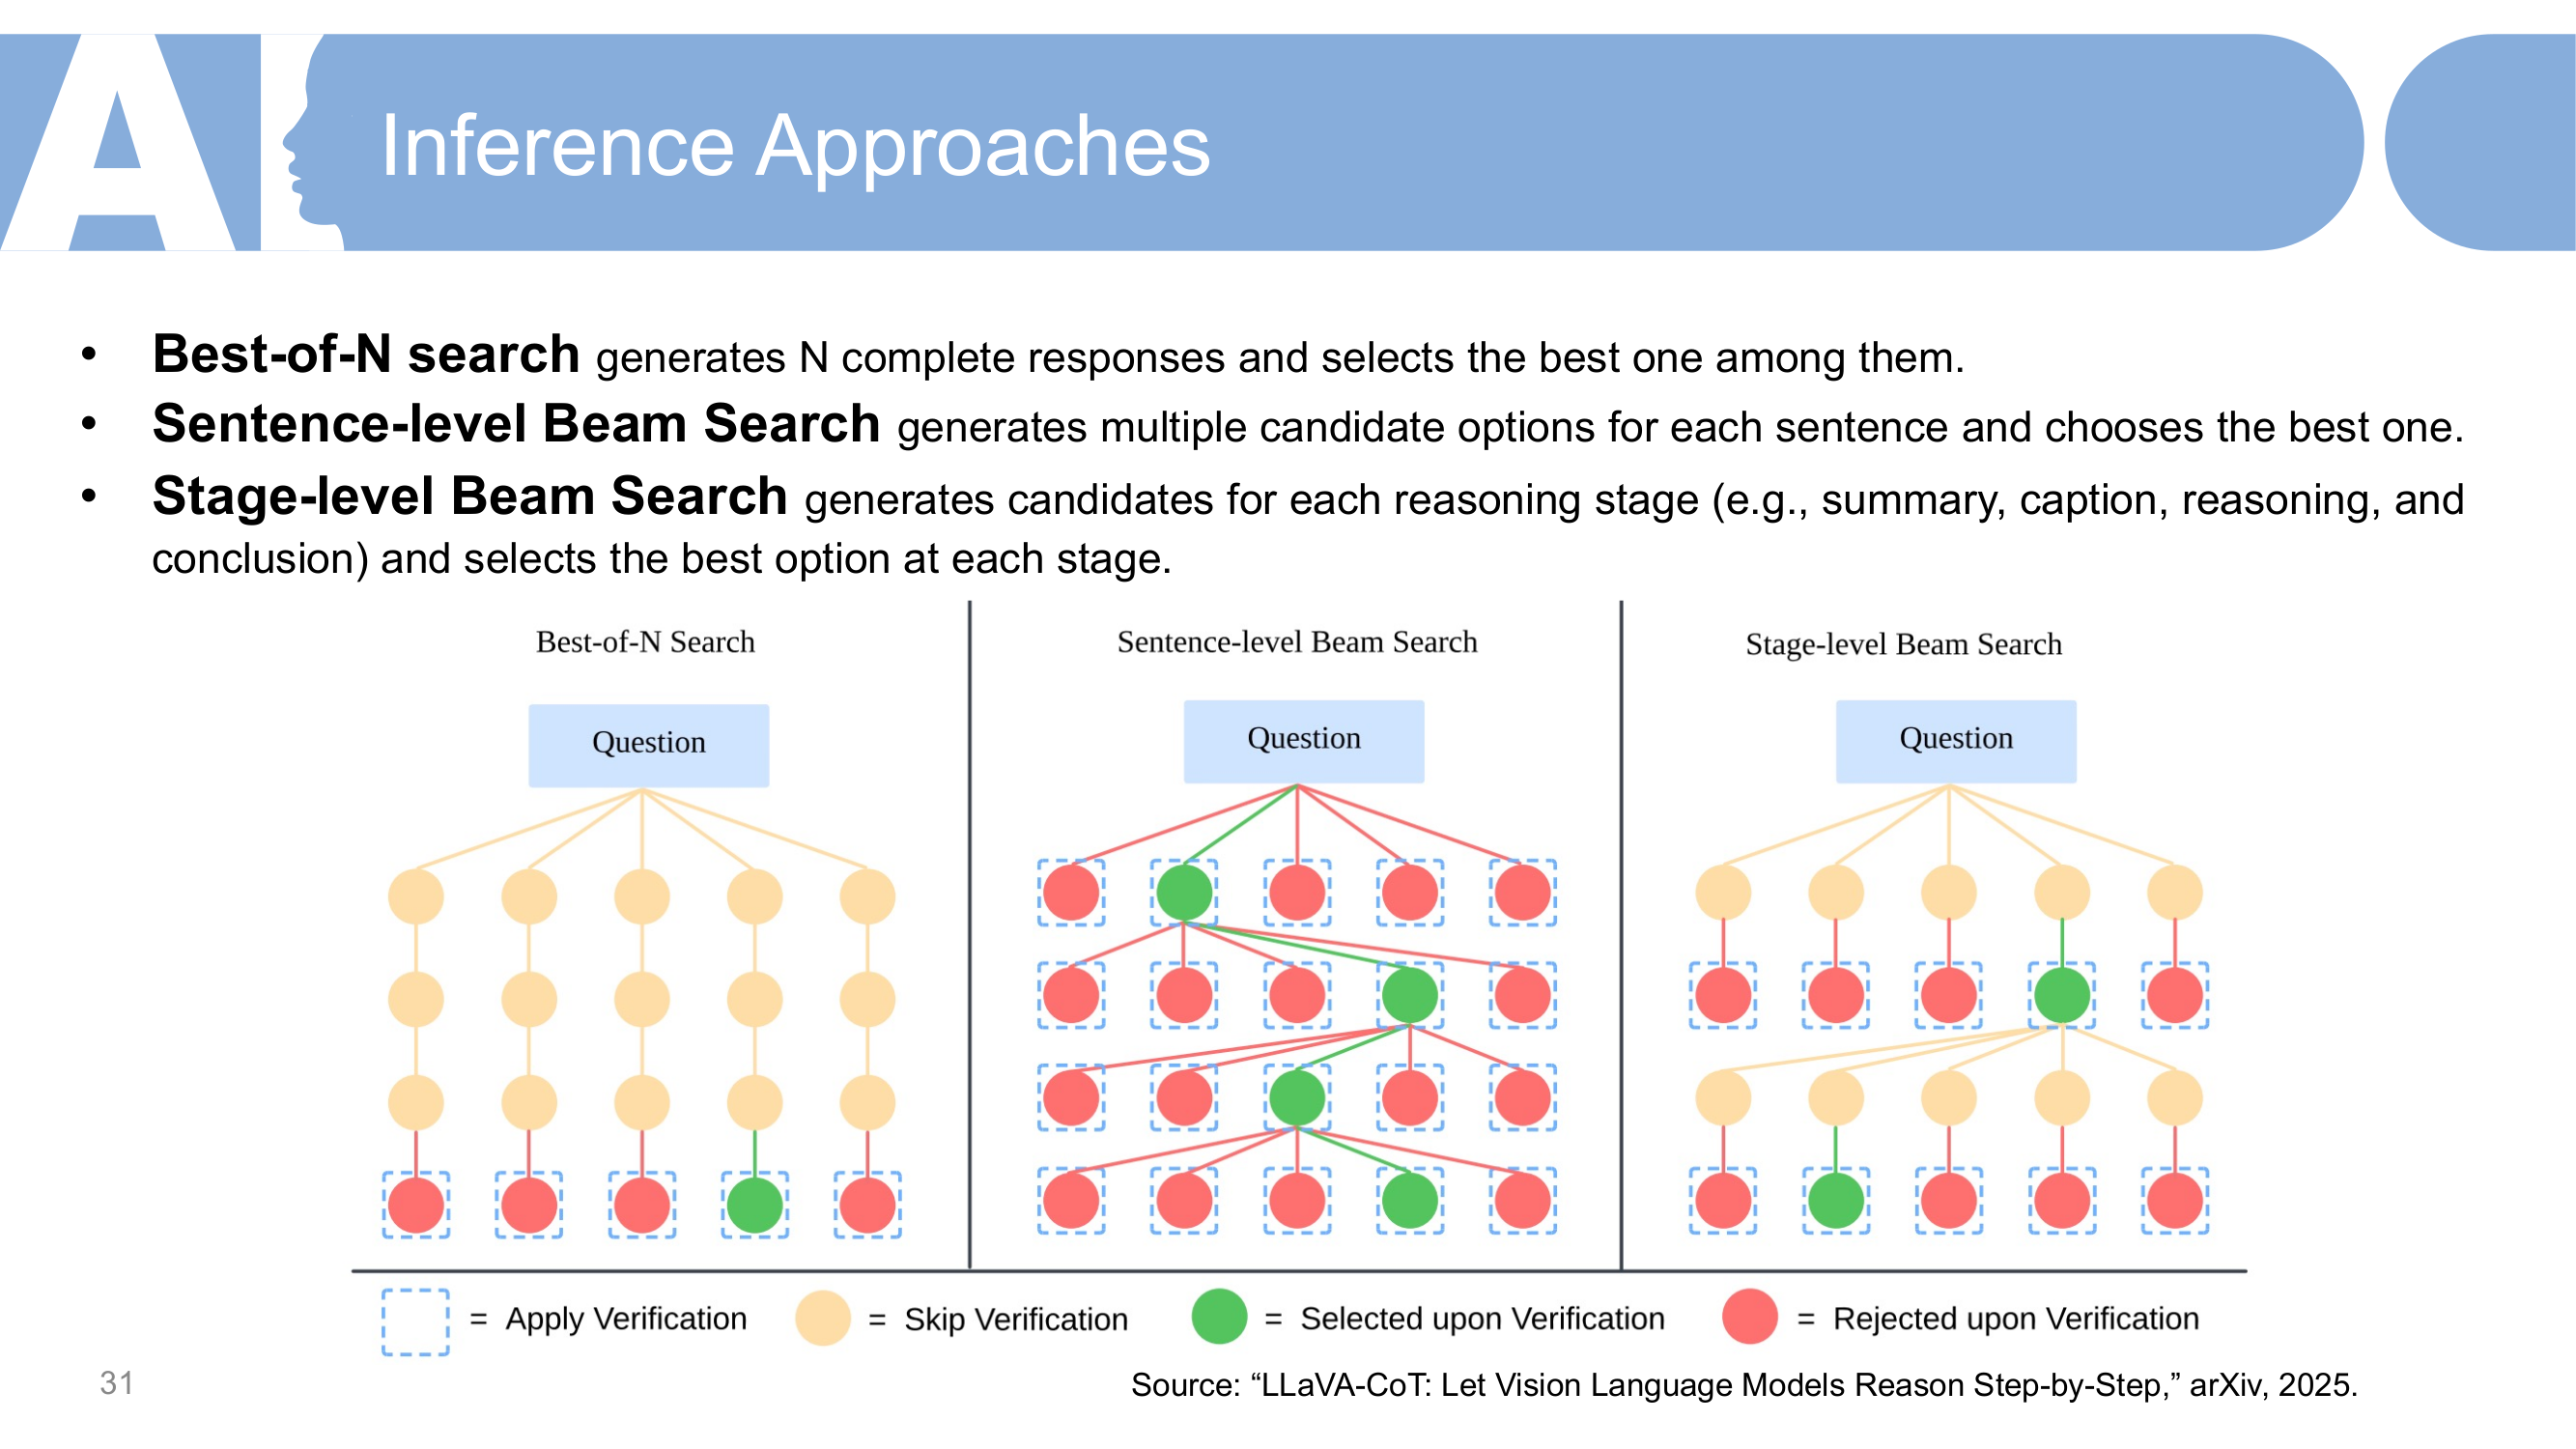 AI
Inference Approaches
• Best-of-N search generates N complete responses and selects the best one among them.
• Sentence-level Beam Search generates multiple candidate options for each sentence and chooses the best one.
• Stage-level Beam Search generates candidates for each reasoning stage (e.g., summary, caption, reasoning, and
conclusion) and selects the best option at each stage.
Best-of-N Search
Sentence-level Beam Search
Stage-level Beam Search
Question
Question
Question
= Apply Verification
= Skip Verification
= Selected upon Verification
= Rejected upon Verification
31
Source: “LLaVA-CoT: Let Vision Language Models Reason Step-by-Step,” arXiv, 2025.